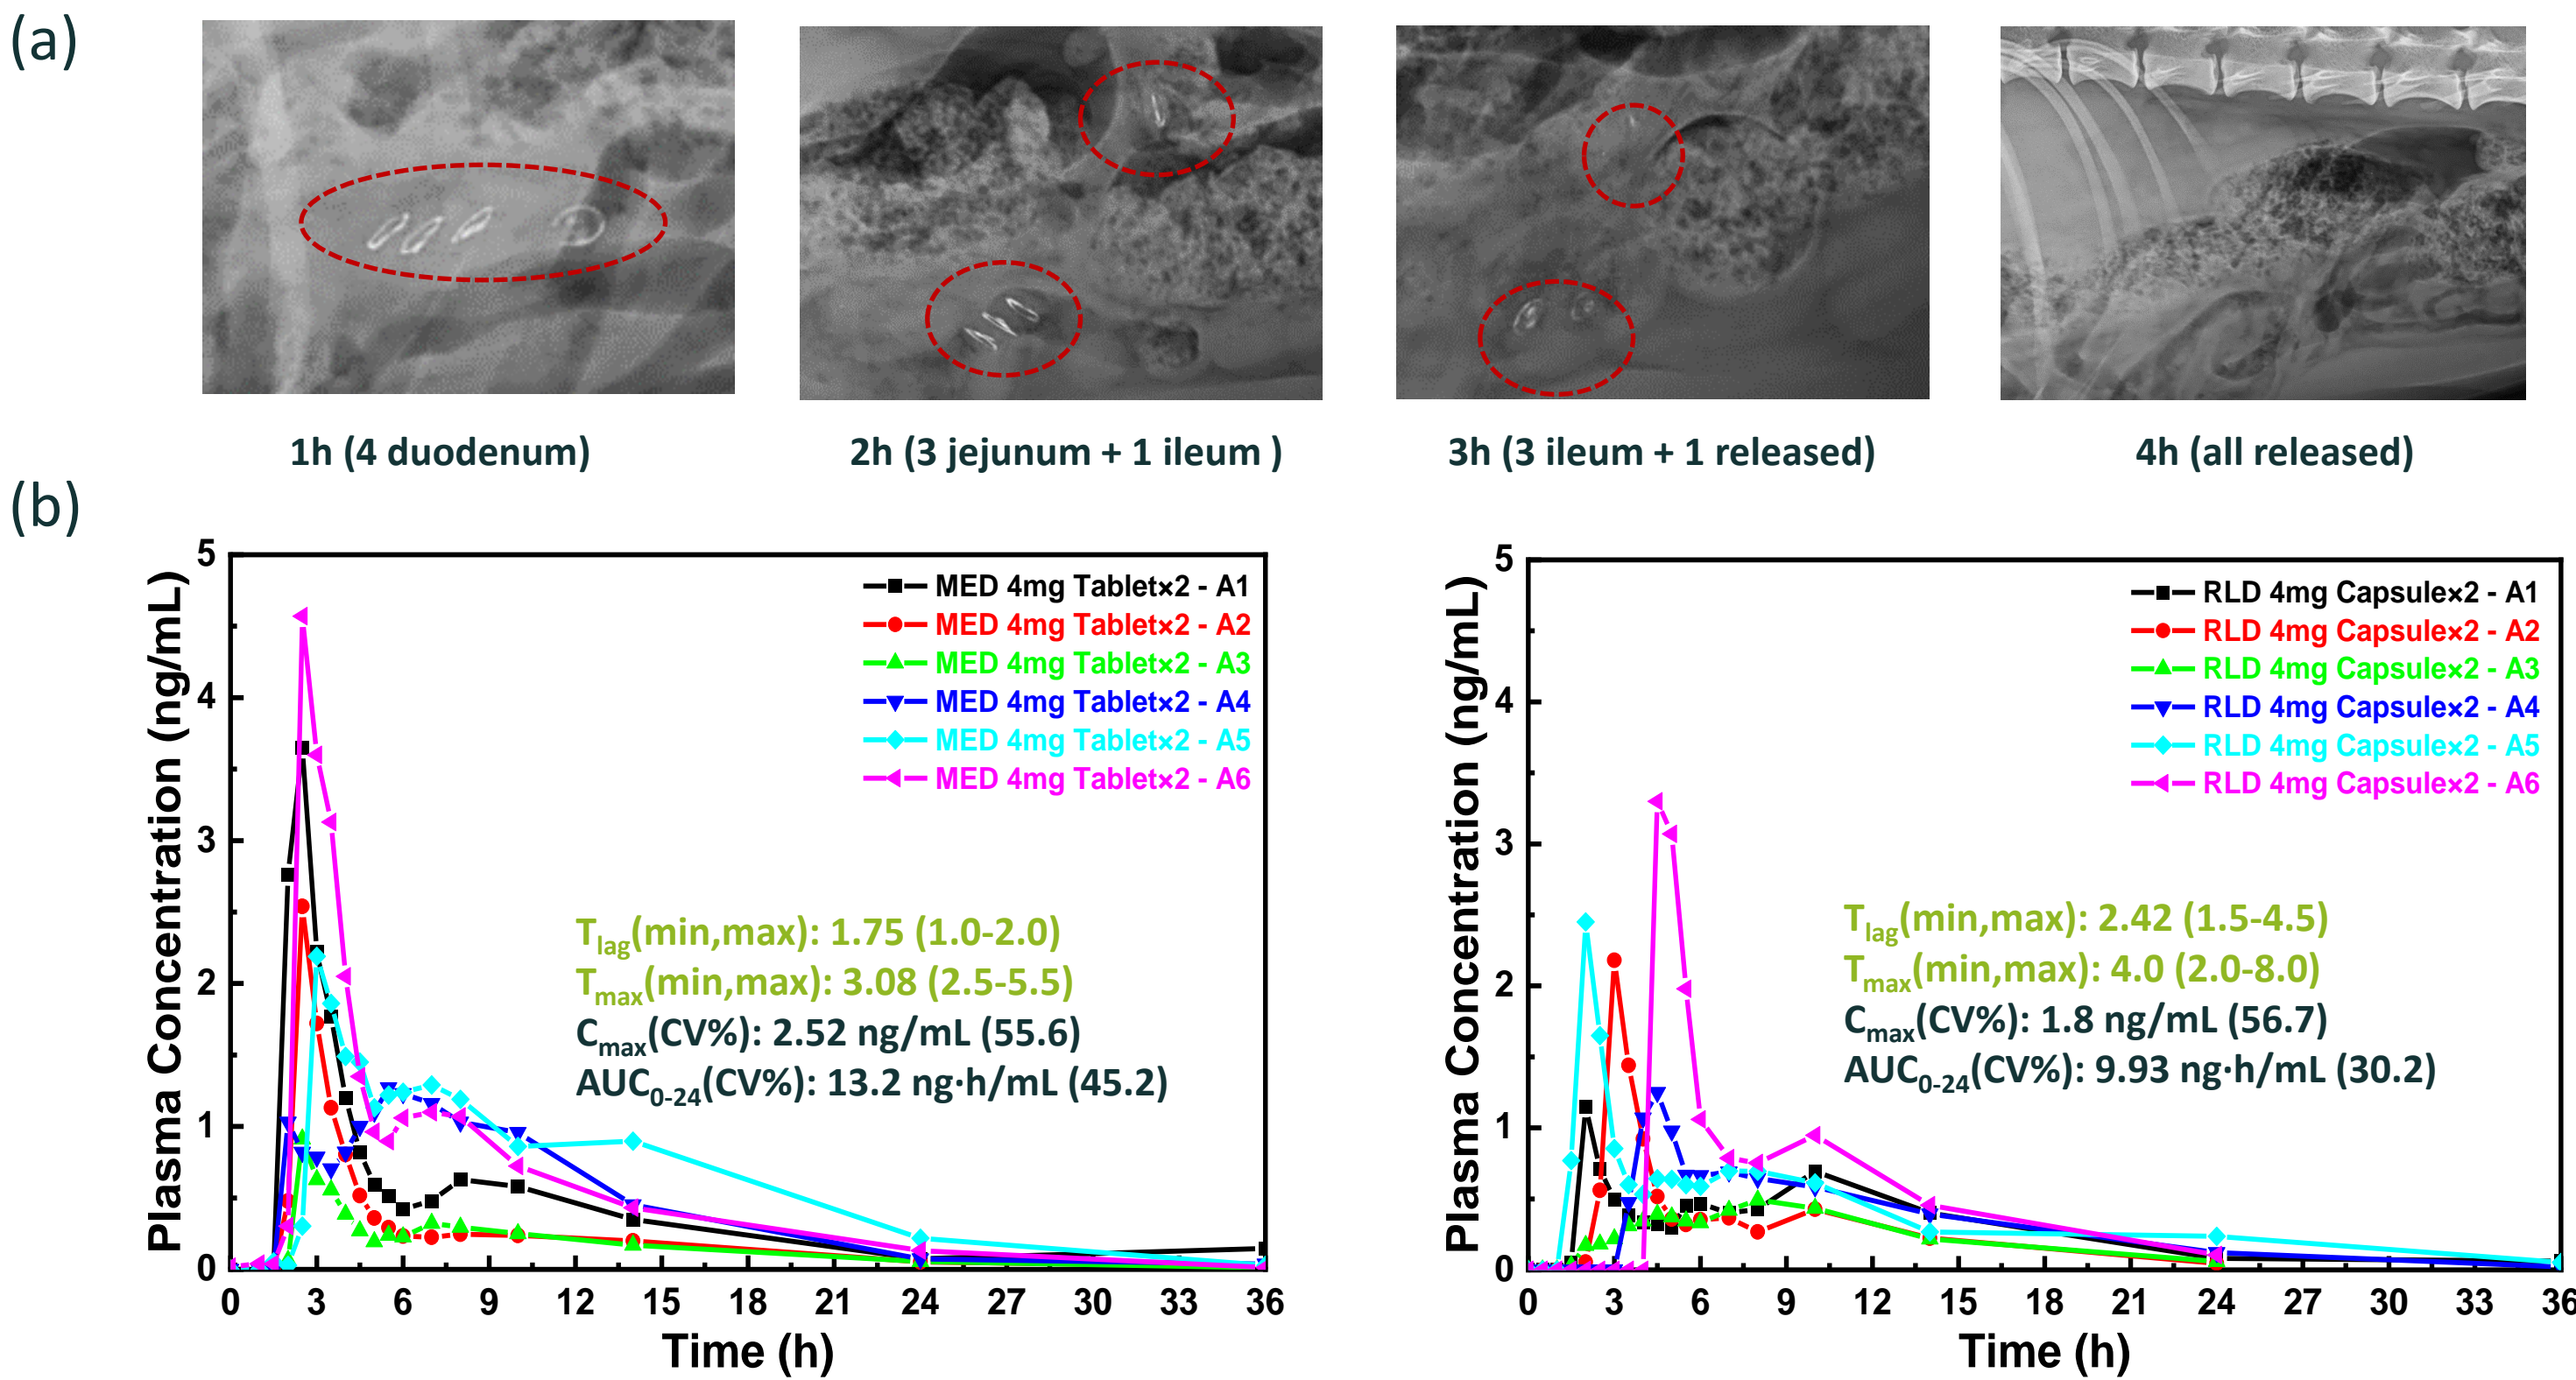 (a)
1h (4 duodenum)
2h (3 jejunum + 1 ileum )
3h (3 ileum + 1 released)
4h (all released)
(b)
Plasma Concentration (ng/mL)
5
4
3
2
1
0
0 3 6 9 12 15 18 21 24 27 30 33 36
Time (h)
MED 4mg Tablet×2 - A1
MED 4mg Tablet×2 - A2
MED 4mg Tablet×2 - A3
MED 4mg Tablet×2 - A4
MED 4mg Tablet×2 - A5
MED 4mg Tablet×2 - A6
Tlag(min,max): 1.75 (1.0-2.0)
Tmax(min,max): 3.08 (2.5-5.5)
Cmax(CV%): 2.52 ng/mL (55.6)
AUC0-24(CV%): 13.2 ng·h/mL (45.2)
Plasma Concentration (ng/mL)
5
4
3
2
1
0
0 3 6 9 12 15 18 21 24 27 30 33 36
Time (h)
RLD 4mg Capsule×2 - A1
RLD 4mg Capsule×2 - A2
RLD 4mg Capsule×2 - A3
RLD 4mg Capsule×2 - A4
RLD 4mg Capsule×2 - A5
RLD 4mg Capsule×2 - A6
Tlag(min,max): 2.42 (1.5-4.5)
Tmax(min,max): 4.0 (2.0-8.0)
Cmax(CV%): 1.8 ng/mL (56.7)
AUC0-24(CV%): 9.93 ng·h/mL (30.2)